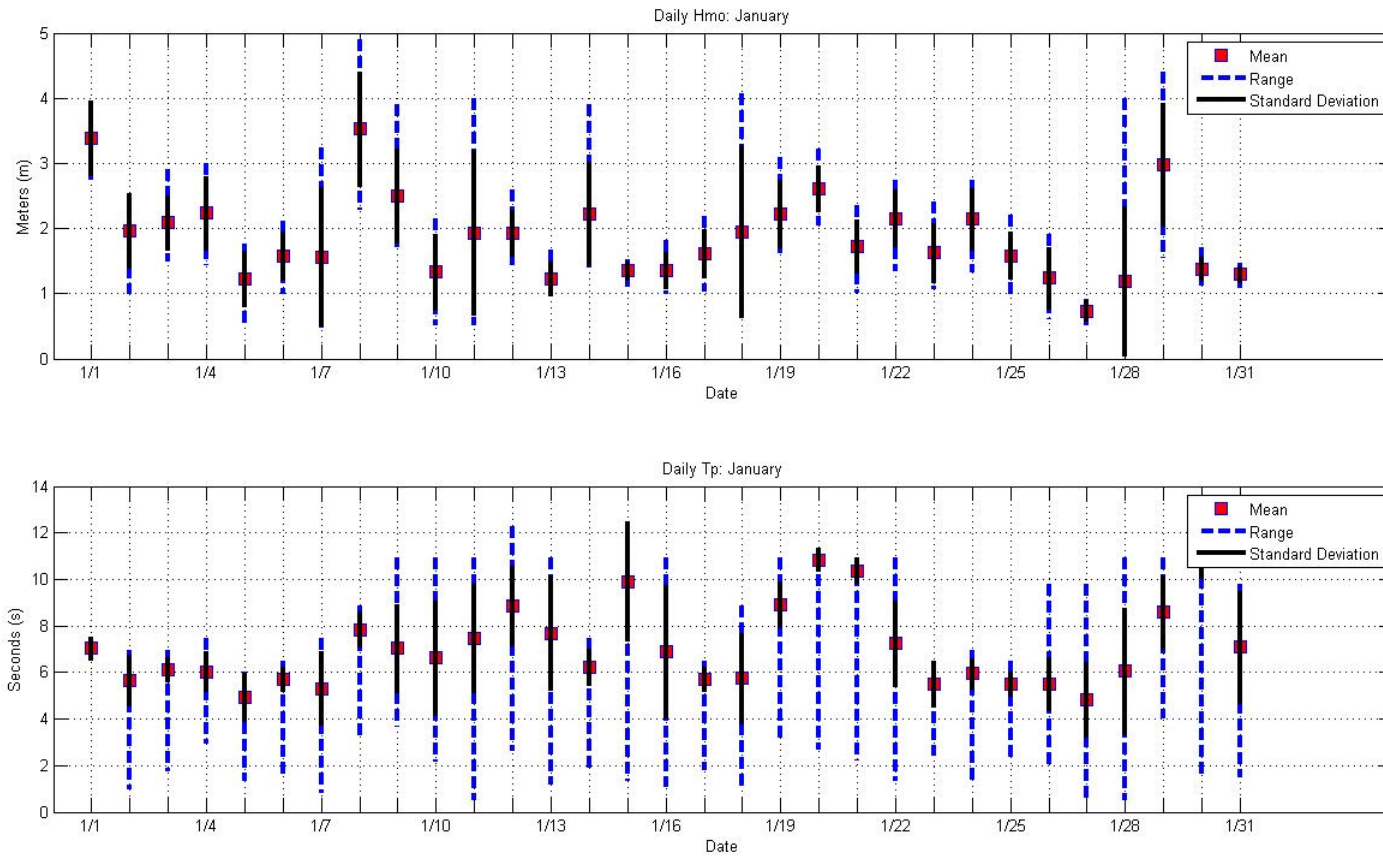 Daily Hmo: January
5
4
3
2
1
0
Meters (m)
Mean
Range
Standard Deviation
1/1 1/4 1/7 1/10 1/13 1/16 1/19 1/22 1/25 1/28 1/31
Date
Daily Tp: January
14
12
10
8
6
4
2
0
Seconds (s)
Mean
Range
Standard Deviation
1/1 1/4 1/7 1/10 1/13 1/16 1/19 1/22 1/25 1/28 1/31
Date